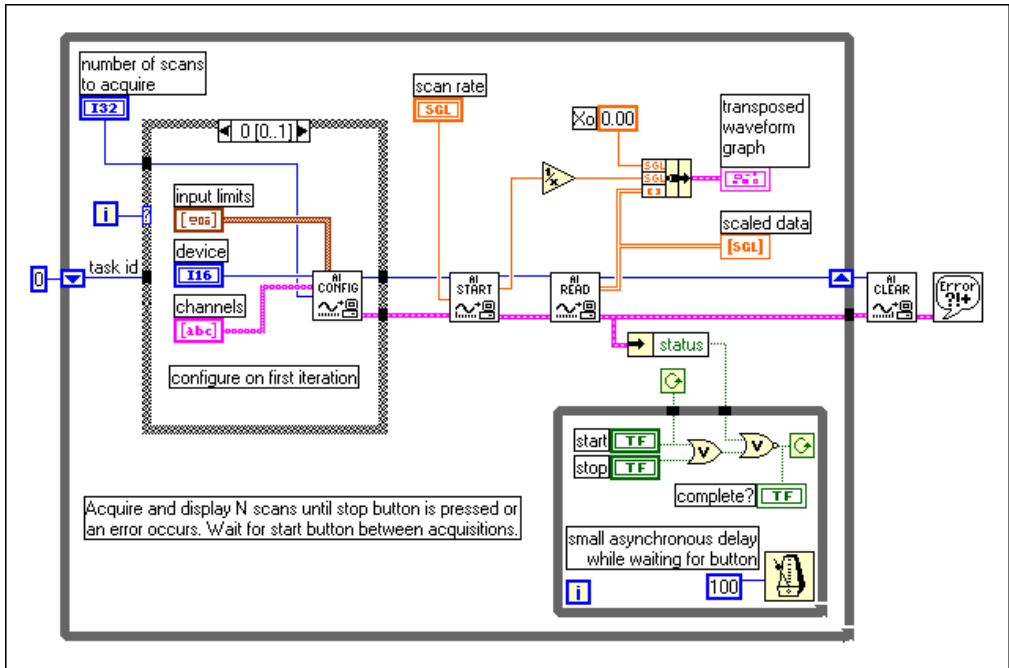 number of scans
to acquire
I32
0 [0..1]
scan rate
SGL
Xo 0.00
transposed
waveform
graph
1/x
SGL
SGL
[ ]
input limits
i
?
device
I16
scaled data
[SGL]
0
task id
AI
CONFIG
AI
START
AI
READ
AI
CLEAR
Error
?!+
channels
[abc]
status
configure on first iteration
start TF
V
V
stop TF
complete? TF
Acquire and display N scans until stop button is pressed or
an error occurs. Wait for start button between acquisitions.
small asynchronous delay
while waiting for button
100
i